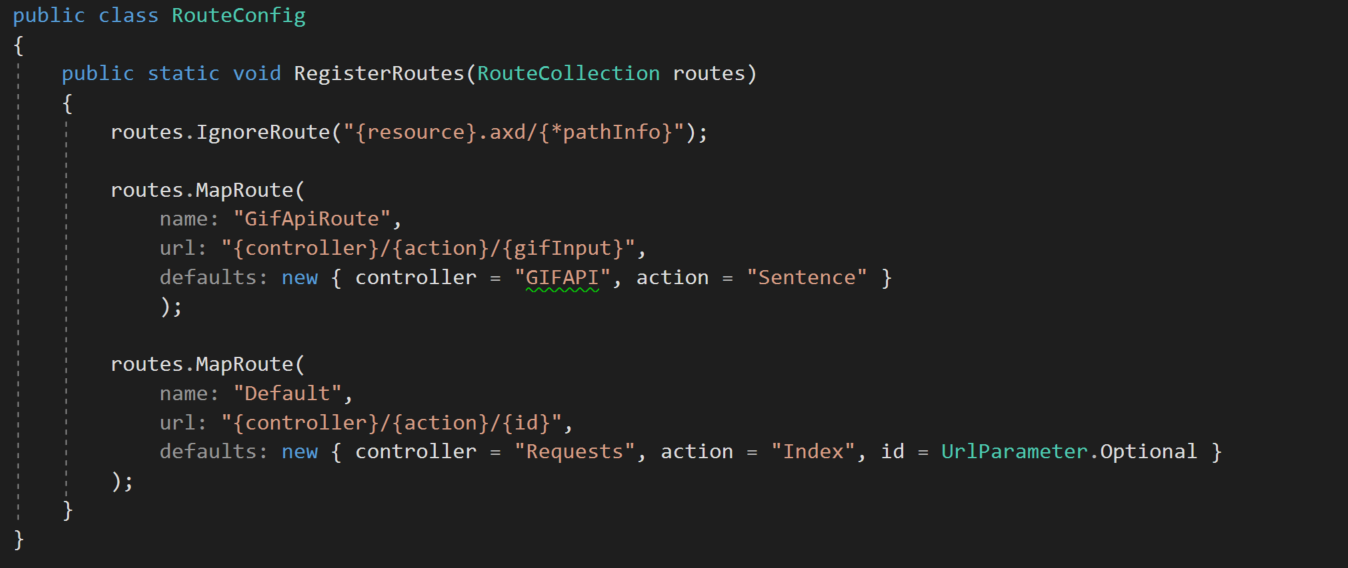 public class RouteConfig
{
public static void RegisterRoutes(RouteCollection routes)
{
routes.IgnoreRoute("{resource}.axd/{*pathInfo}");
routes.MapRoute(
name: "GifApiRoute",
url: "{controller}/{action}/{gifInput}",
defaults: new { controller = "GIFAPI", action = "Sentence" }
);
routes.MapRoute(
name: "Default",
url: "{controller}/{action}/{id}",
defaults: new { controller = "Requests", action = "Index", id = UrlParameter.Optional }
);
}
}